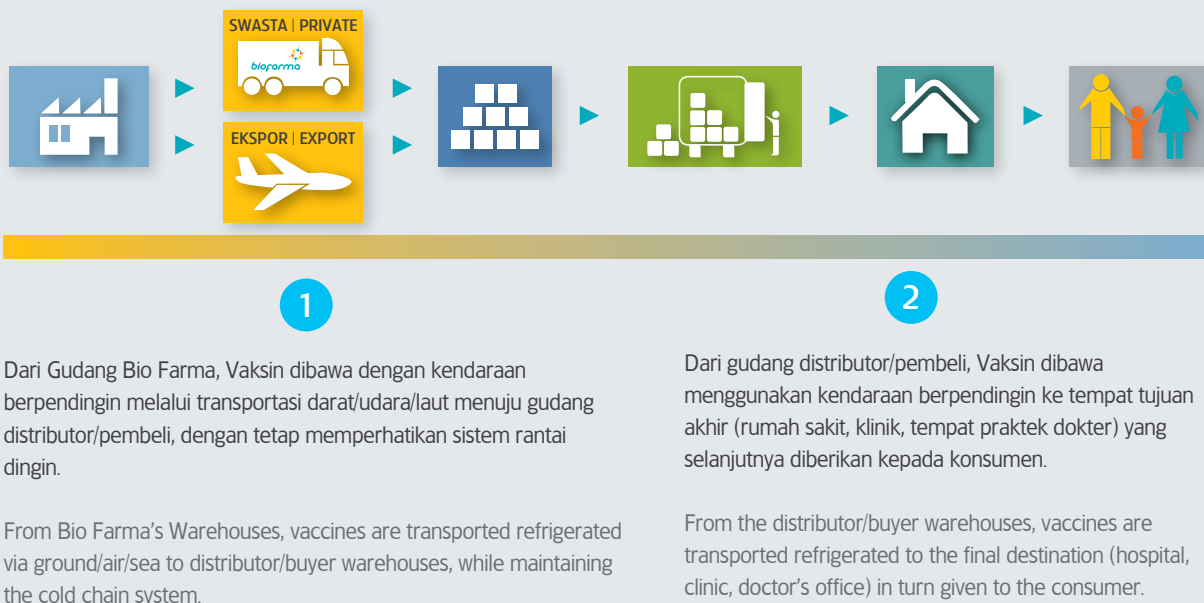 SWASTA | PRIVATE
biofarma
EKSPOR | EXPORT
1
Dari Gudang Bio Farma, Vaksin dibawa dengan kendaraan
berpendingin melalui transportasi darat/udara/laut menuju gudang
distributor/pembeli, dengan tetap memperhatikan sistem rantai
dingin.
From Bio Farma's Warehouses, vaccines are transported refrigerated
via ground/air/sea to distributor/buyer warehouses, while maintaining
the cold chain system.
2
Dari gudang distributor/pembeli, Vaksin dibawa
menggunakan kendaraan berpendingin ke tempat tujuan
akhir (rumah sakit, klinik, tempat praktek dokter) yang
selanjutnya diberikan kepada konsumen.
From the distributor/buyer warehouses, vaccines are
transported refrigerated to the final destination (hospital,
clinic, doctor's office) in turn given to the consumer.